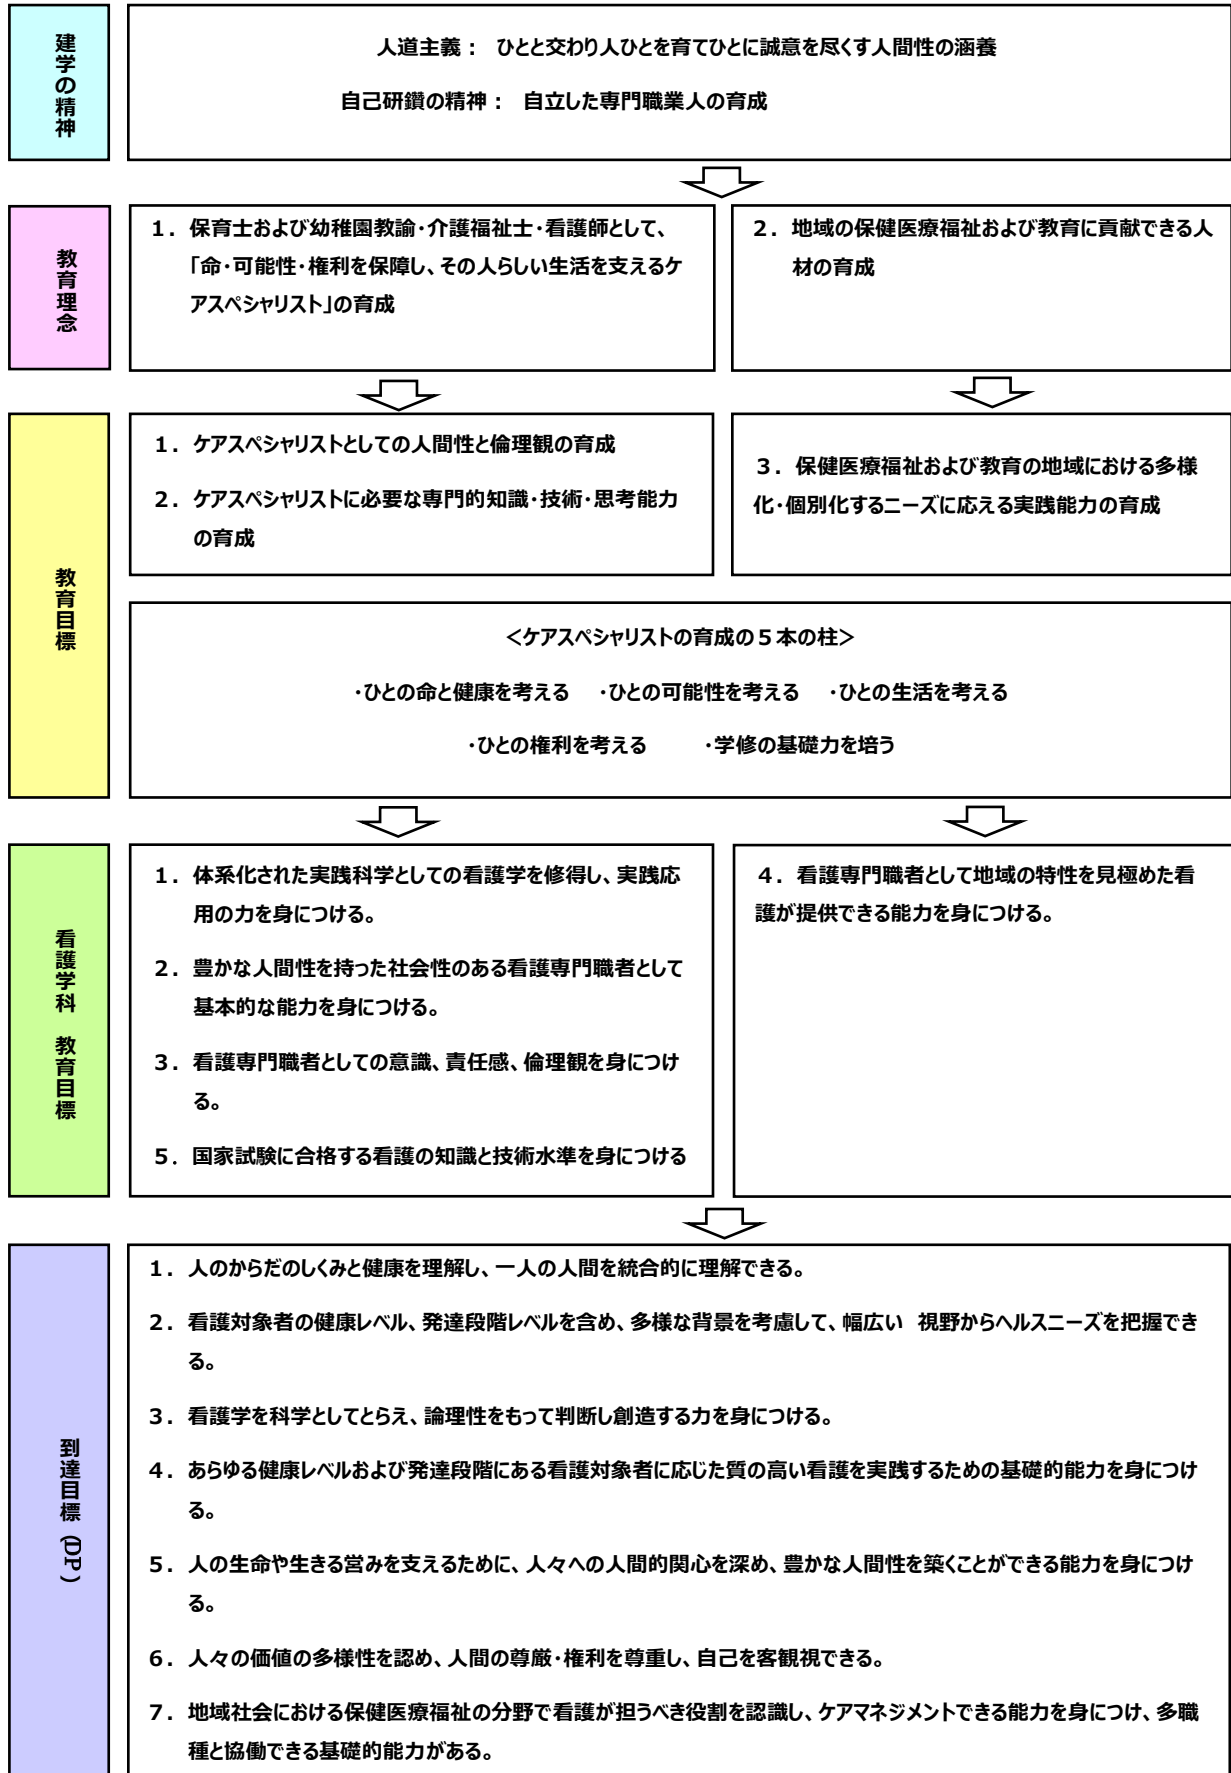 建学の精神
人道主義： ひとと交わり人ひとを育てひとに誠意を尽くす人間性の涵養
自己研鑽の精神： 自立した専門職業人の育成
教育理念
１．保育士および幼稚園教諭・介護福祉士・看護師として、
「命・可能性・権利を保障し、その人らしい生活を支えるケ
アスペシャリスト」の育成
２．地域の保健医療福祉および教育に貢献できる人
材の育成
教育目標
１．ケアスペシャリストとしての人間性と倫理観の育成
２．ケアスペシャリストに必要な専門的知識・技術・思考能力
の育成
３．保健医療福祉および教育の地域における多様
化・個別化するニーズに応える実践能力の育成
＜ケアスペシャリストの育成の５本の柱＞
・ひとの命と健康を考える ・ひとの可能性を考える ・ひとの生活を考える
・ひとの権利を考える ・学修の基礎力を培う
看護学科 教育目標
１．体系化された実践科学としての看護学を修得し、実践応
用の力を身につける。
２．豊かな人間性を持った社会性のある看護専門職者として
基本的な能力を身につける。
３．看護専門職者としての意識、責任感、倫理観を身につけ
る。
５．国家試験に合格する看護の知識と技術水準を身につける
４．看護専門職者として地域の特性を見極めた看
護が提供できる能力を身につける。
到達目標（DP）
１．人のからだのしくみと健康を理解し、一人の人間を統合的に理解できる。
２．看護対象者の健康レベル、発達段階レベルを含め、多様な背景を考慮して、幅広い 視野からヘルスニーズを把握でき
る。
３．看護学を科学としてとらえ、論理性をもって判断し創造する力を身につける。
４．あらゆる健康レベルおよび発達段階にある看護対象者に応じた質の高い看護を実践するための基礎的能力を身につけ
る。
５．人の生命や生きる営みを支えるために、人々への人間的関心を深め、豊かな人間性を築くことができる能力を身につけ
る。
６．人々の価値の多様性を認め、人間の尊厳・権利を尊重し、自己を客観視できる。
７．地域社会における保健医療福祉の分野で看護が担うべき役割を認識し、ケアマネジメントできる能力を身につけ、多職
種と協働できる基礎的能力がある。